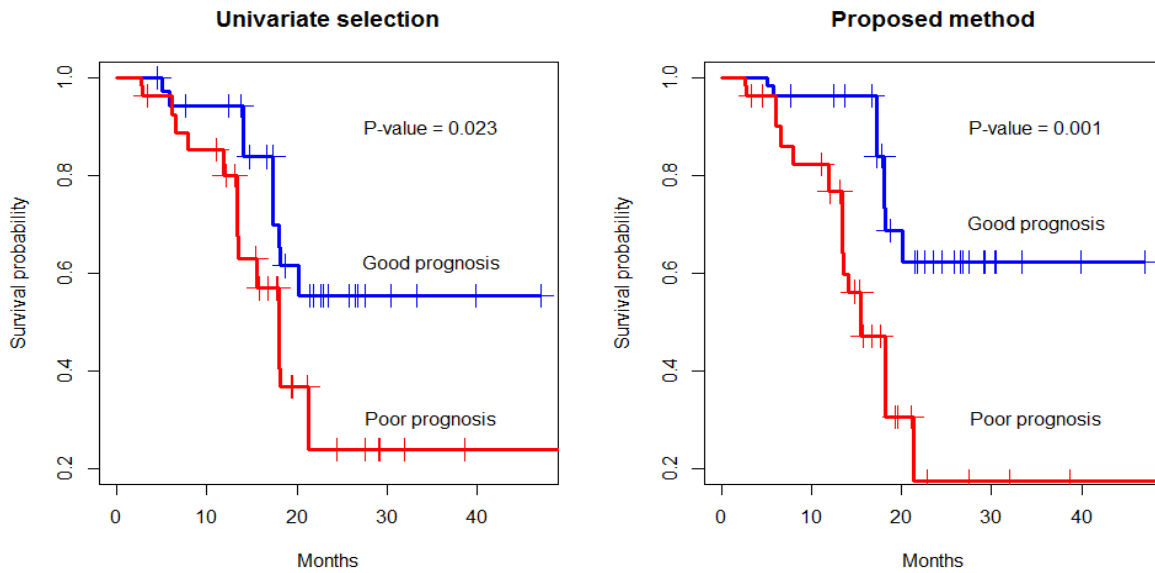 Univariate selection
Survival probability
1.0
0.8
0.6
0.4
0.2
P-value = 0.023
Good prognosis
Poor prognosis
0 10 20 30 40
Months
Proposed method
Survival probability
1.0
0.8
0.6
0.4
0.2
P-value = 0.001
Good prognosis
Poor prognosis
0 10 20 30 40
Months